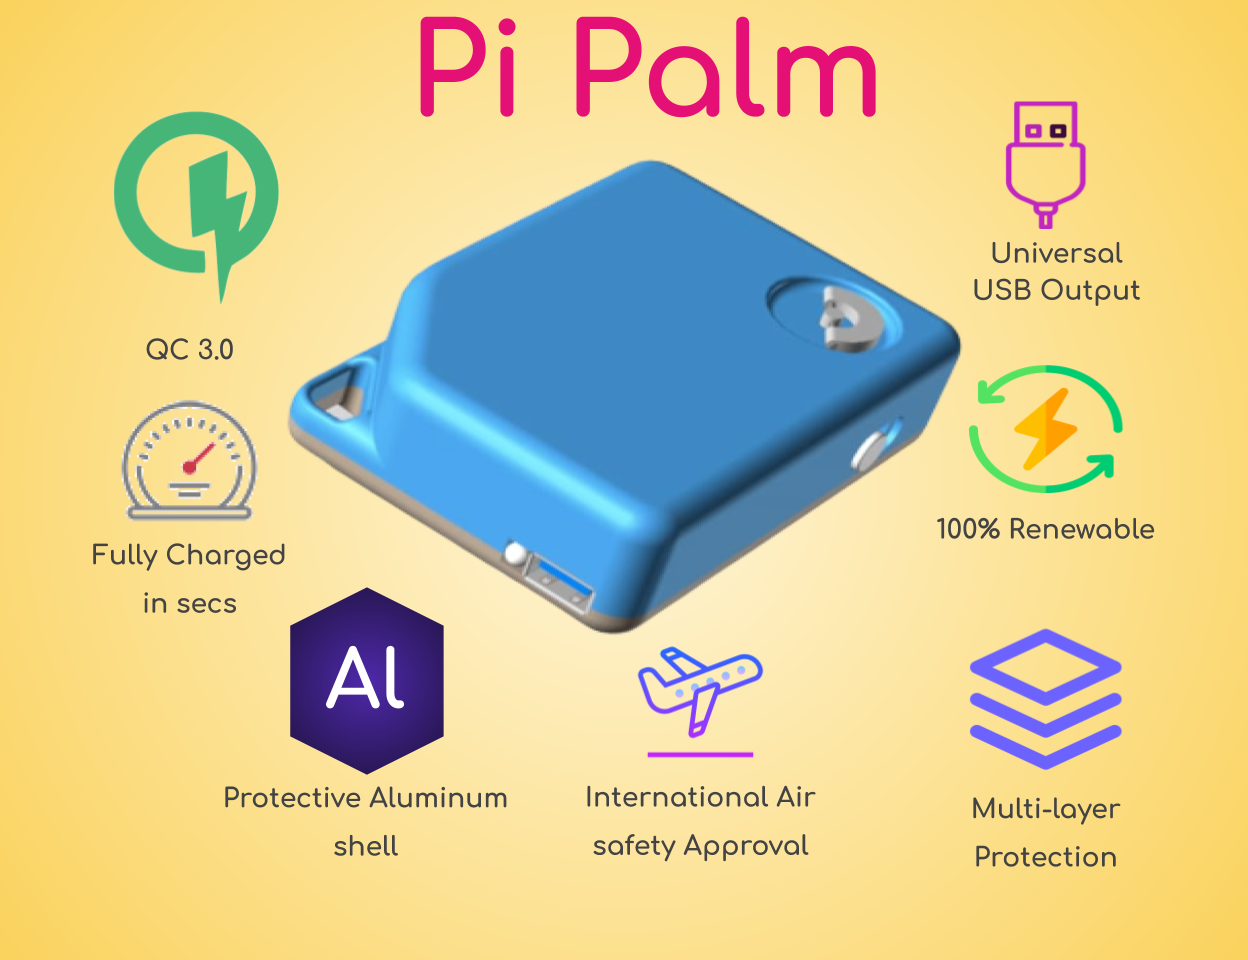 Pi Palm
QC 3.0
Universal
USB Output
Fully Charged
in secs
100% Renewable
Al
Protective Aluminum
shell
International Air
safety Approval
Multi-layer
Protection